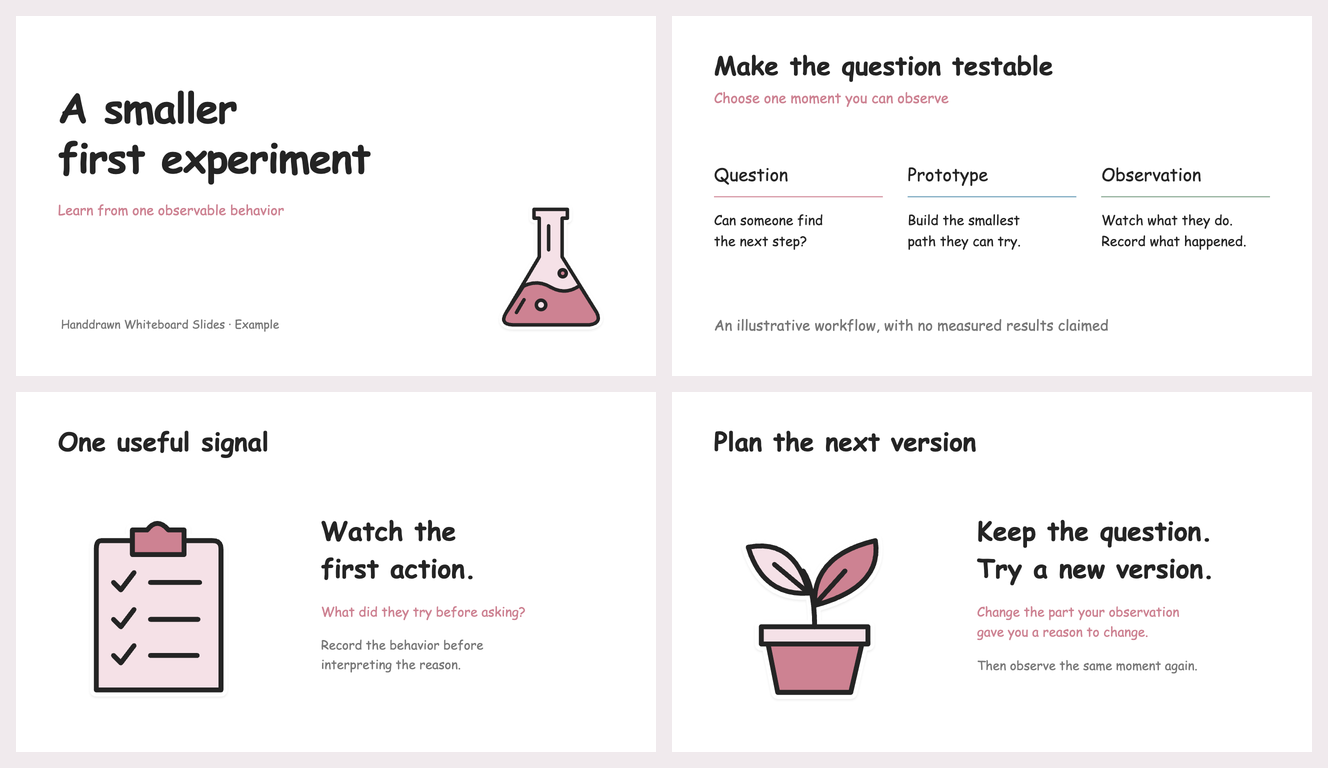 A smaller
first experiment
Learn from one observable behavior
Handdrawn Whiteboard Slides · Example
Make the question testable
Choose one moment you can observe
Question
Can someone find
the next step?
Prototype
Build the smallest
path they can try.
Observation
Watch what they do.
Record what happened.
An illustrative workflow, with no measured results claimed
One useful signal
Watch the
first action.
What did they try before asking?
Record the behavior before
interpreting the reason.
Plan the next version
Keep the question.
Try a new version.
Change the part your observation
gave you a reason to change.
Then observe the same moment again.